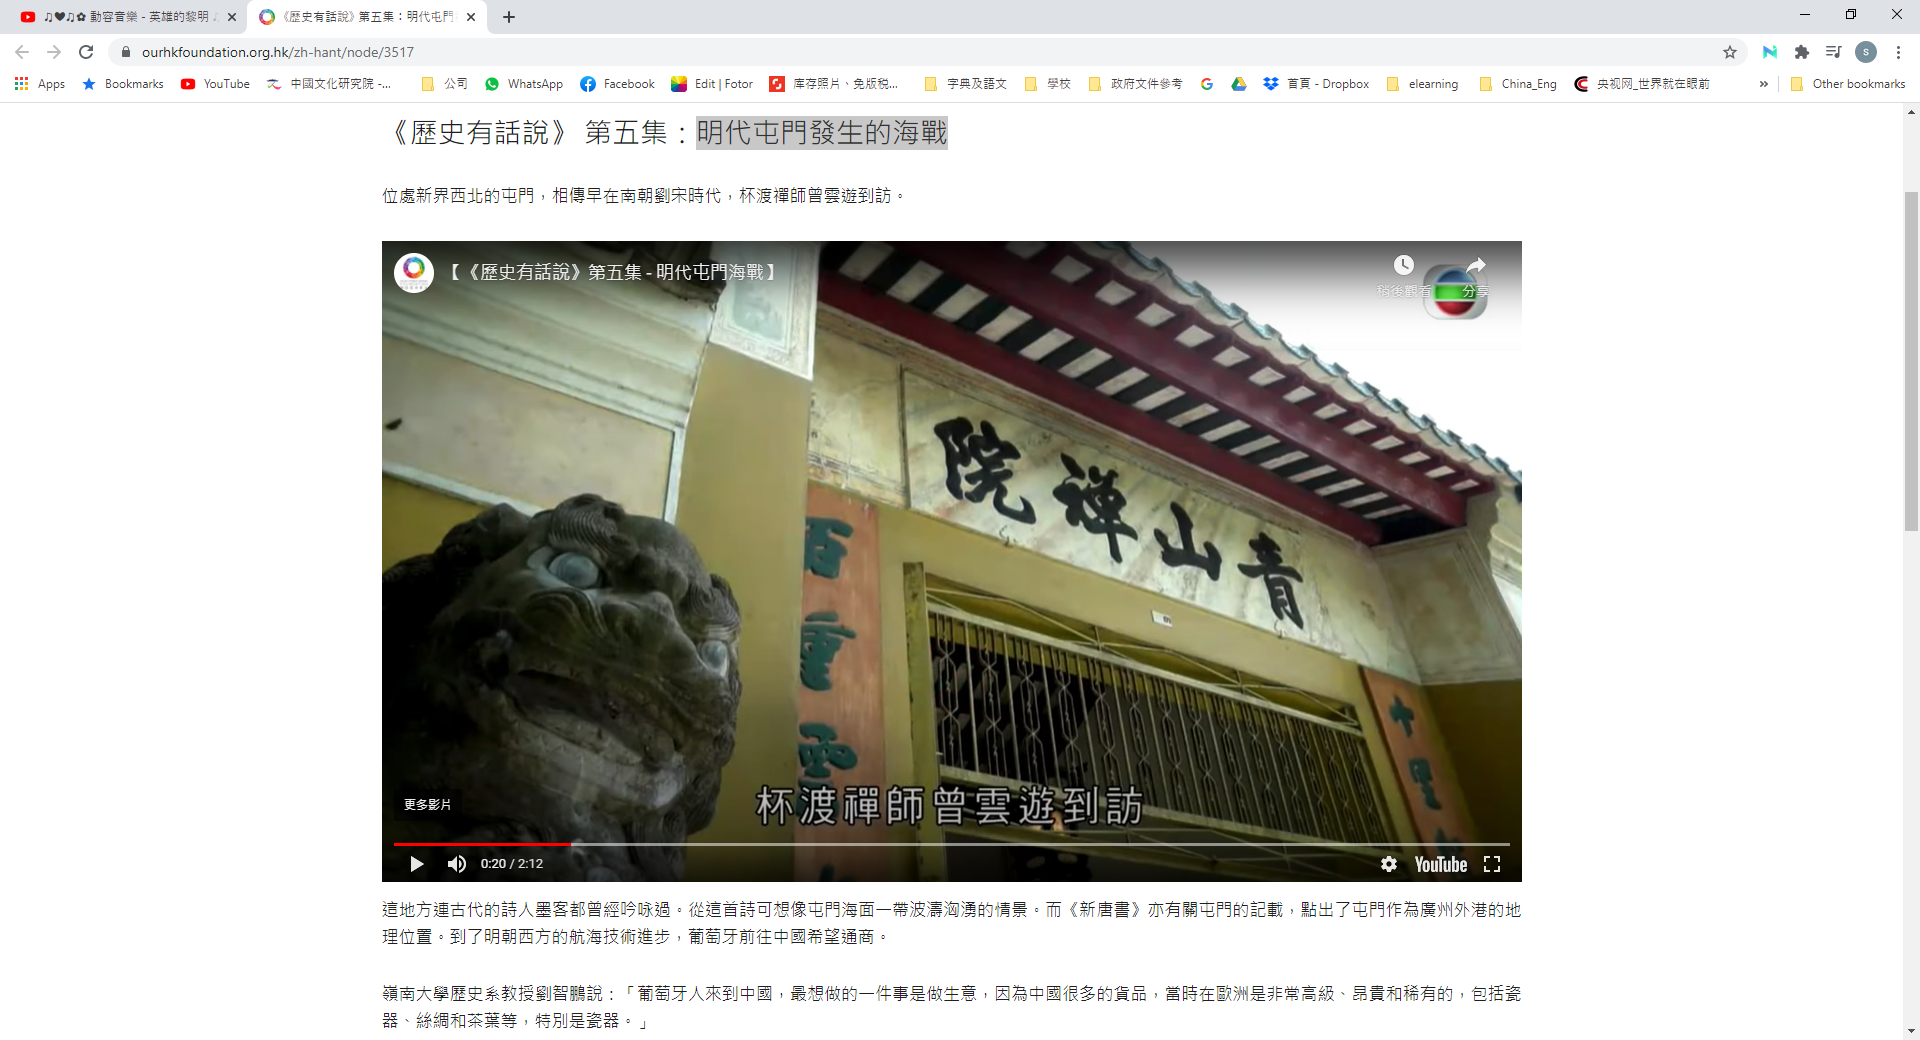 ♫♥♫✿ 動容音樂 - 英雄的黎明
《歷史有話說》第五集：明代屯門
ourhkfoundation.org.hk/zh-hant/node/3517
S
Apps Bookmarks YouTube 中國文化研究院 -... 公司 WhatsApp Facebook Edit | Fotor 库存照片、免版税... 字典及語文 學校 政府文件參考 首頁 - Dropbox elearning China_Eng 央视网_世界就在眼前 » Other bookmarks
《歷史有話說》 第五集：明代屯門發生的海戰
位處新界西北的屯門，相傳早在南朝劉宋時代，杯渡禪師曾雲遊到訪。
【《歷史有話說》第五集 - 明代屯門海戰】
稍後觀看 分享
院禪山青
百重雲
十里
杯渡禪師曾雲遊到訪
更多影片
0:20 / 2:12
YouTube
這地方連古代的詩人墨客都曾經吟咏過。從這首詩可想像屯門海面一帶波濤洶湧的情景。而《新唐書》亦有關屯門的記載，點出了屯門作為廣州外港的地
理位置。到了明朝西方的航海技術進步，葡萄牙前往中國希望通商。
嶺南大學歷史系教授劉智鵬說：「葡萄牙人來到中國，最想做的一件事是做生意，因為中國很多的貨品，當時在歐洲是非常高級、昂貴和稀有的，包括瓷
器、絲綢和茶葉等，特別是瓷器。」